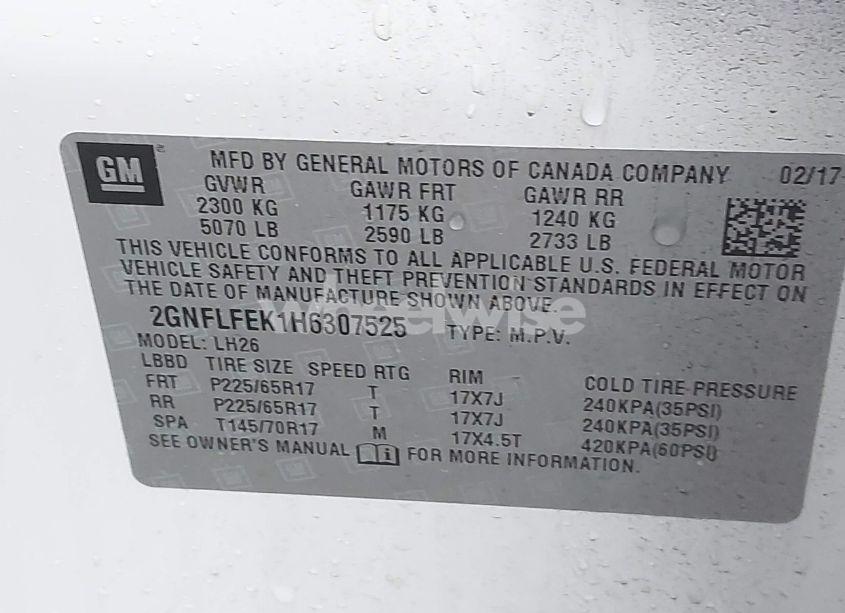 GM
MFD BY GENERAL MOTORS OF CANADA COMPANY 02/17
GVWR GAWR FRT GAWR RR
2300 KG 1175 KG 1240 KG
5070 LB 2590 LB 2733 LB
THIS VEHICLE CONFORMS TO ALL APPLICABLE U.S. FEDERAL MOTOR
VEHICLE SAFETY AND THEFT PREVENTION STANDARDS IN EFFECT ON
THE DATE OF MANUFACTURE SHOWN ABOVE.
wheelwise
2GNFLFEK1H6307525 TYPE: M.P.V.
MODEL: LH26
LBBD TIRE SIZE SPEED RTG RIM COLD TIRE PRESSURE
FRT P225/65R17 T 17X7J 240KPA(35PSI)
RR P225/65R17 T 17X7J 240KPA(35PSI)
SPA T145/70R17 M 17X4.5T 420KPA(60PSI)
SEE OWNER'S MANUAL i FOR MORE INFORMATION.